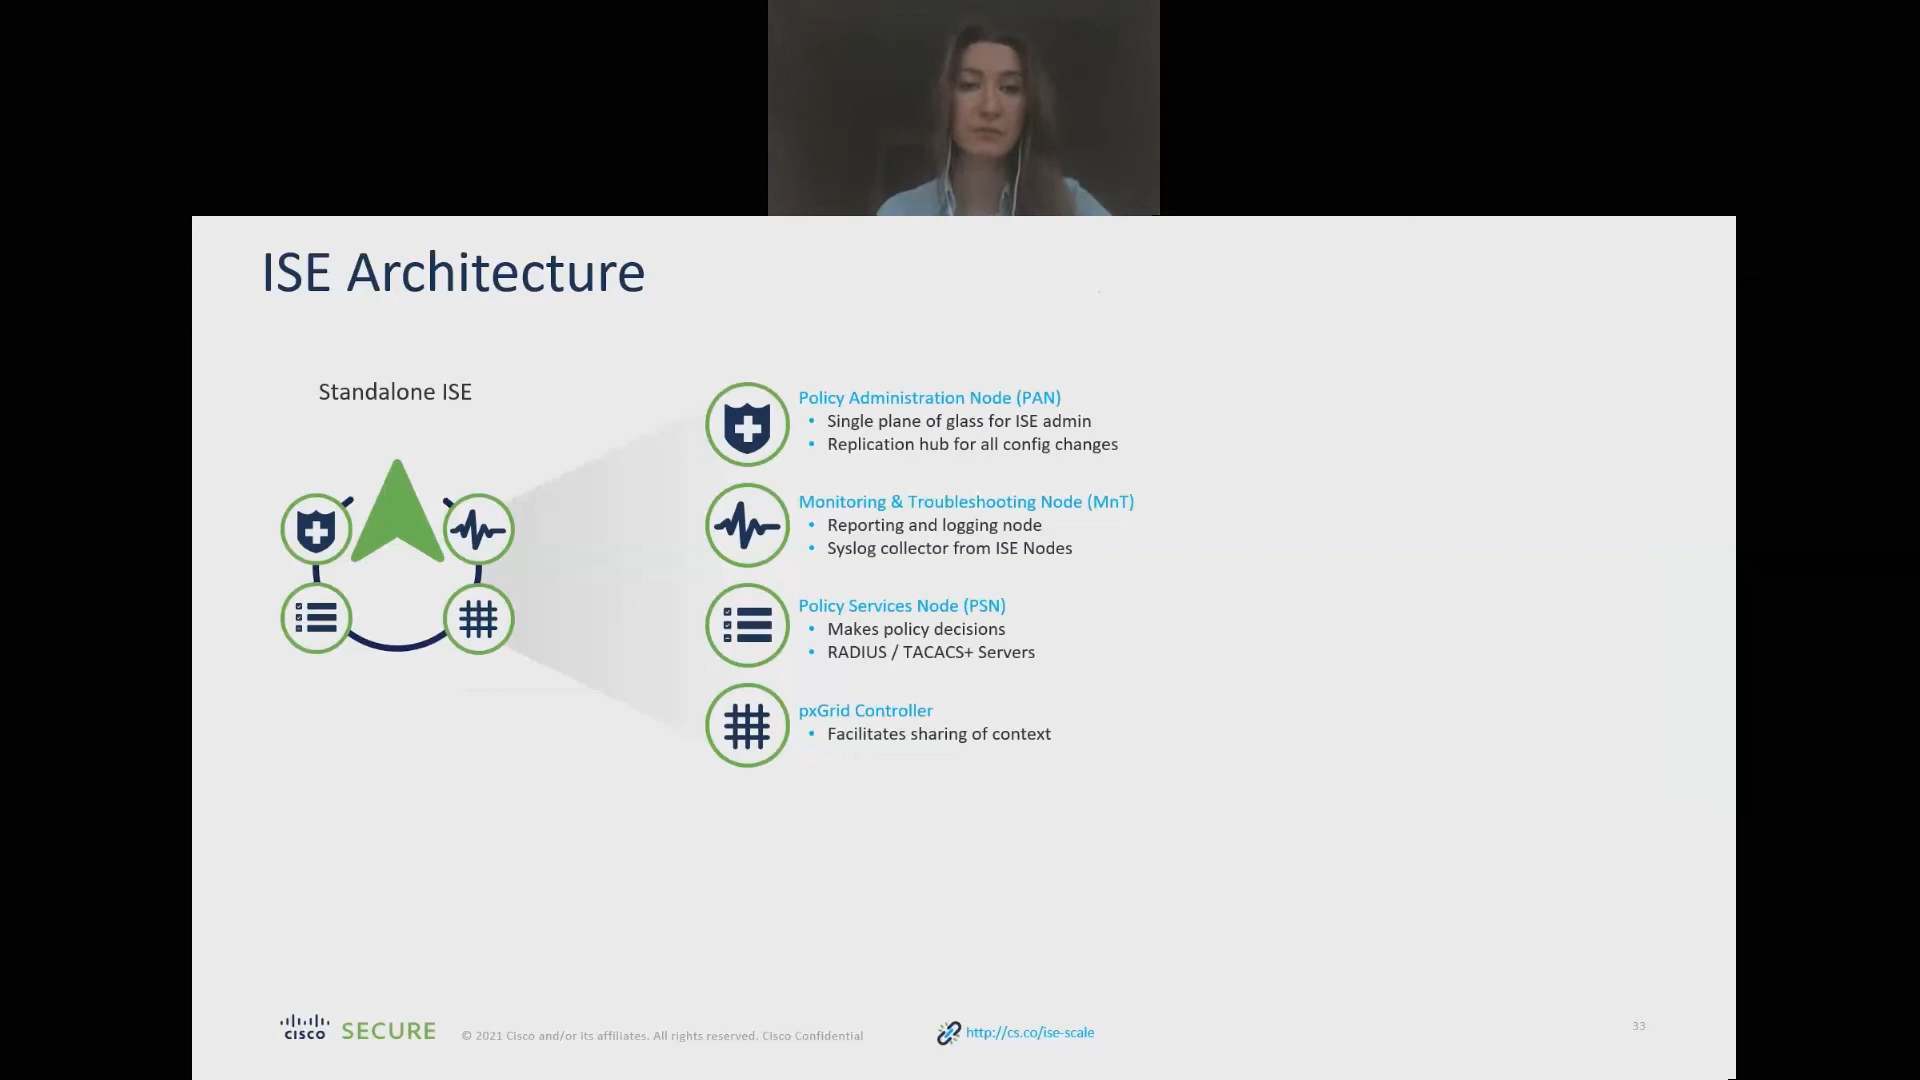 ISE Architecture
Standalone ISE
Policy Administration Node (PAN)
• Single plane of glass for ISE admin
• Replication hub for all config changes
Monitoring & Troubleshooting Node (MnT)
• Reporting and logging node
• Syslog collector from ISE Nodes
Policy Services Node (PSN)
• Makes policy decisions
• RADIUS / TACACS+ Servers
pxGrid Controller
• Facilitates sharing of context
CISCO SECURE © 2021 Cisco and/or its affiliates. All rights reserved. Cisco Confidential http://cs.co/ise-scale 33